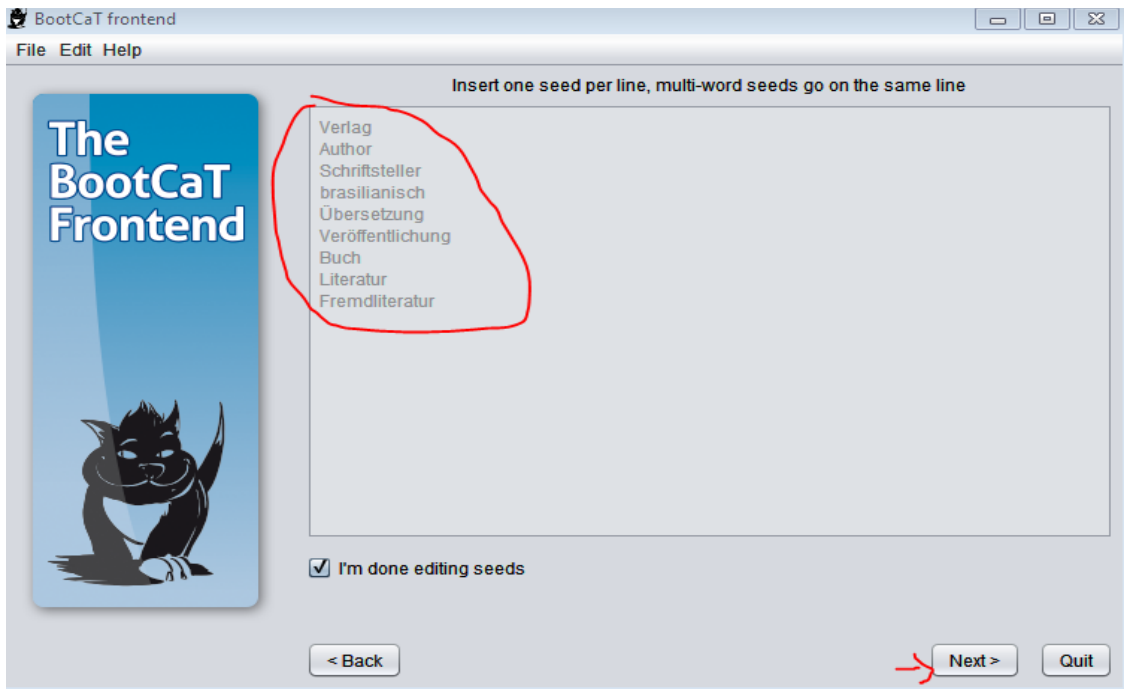 BootCaT frontend
File Edit Help
The
BootCaT
Frontend
Insert one seed per line, multi-word seeds go on the same line
Verlag
Author
Schriftsteller
brasilianisch
Übersetzung
Veröffentlichung
Buch
Literatur
Fremdliteratur
I'm done editing seeds
< Back
Next >
Quit